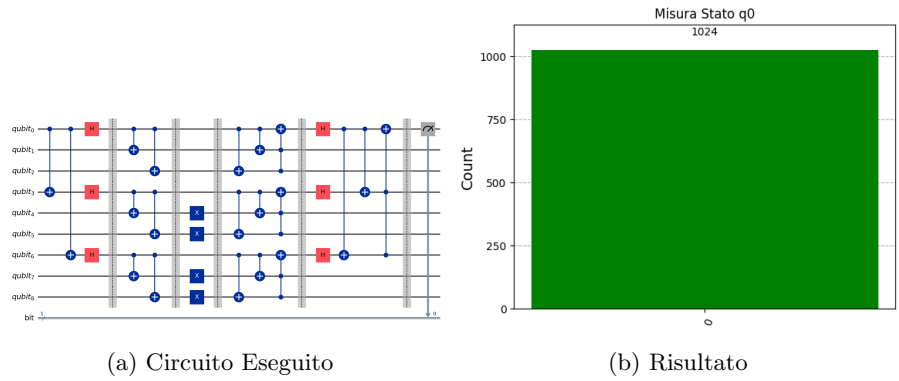 Misura Stato q0
1024
1000
750
500
250
0
Count
0
qubit0 H H
qubit1
qubit2
qubit3 H H
qubit4 X
qubit5 X
qubit6 H H
qubit7 X
qubit8 X
bit 1 0
(a) Circuito Eseguito
(b) Risultato